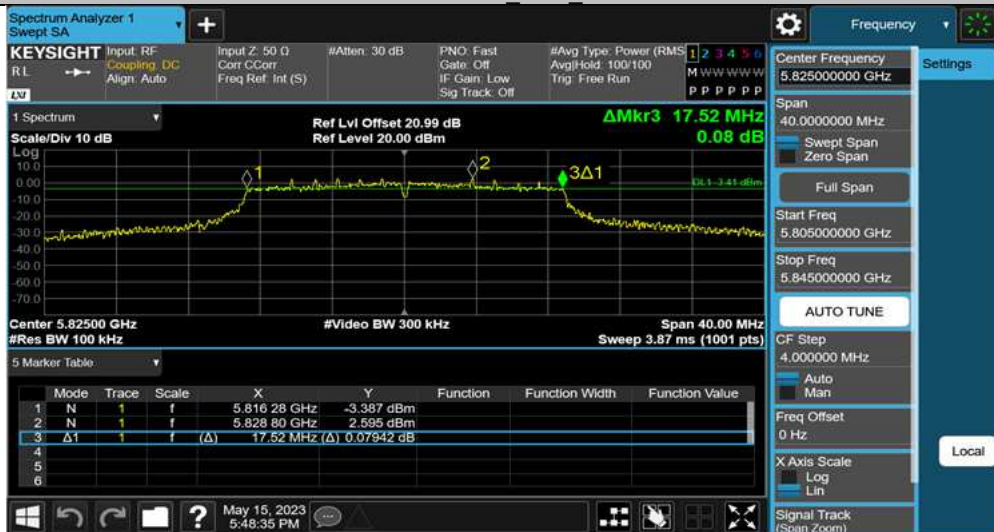 Spectrum Analyzer 1
Swept SA
+
Frequency
KEYSIGHT
RL
LXI
Input: RF
Coupling: DC
Align: Auto
Input Z: 50 Ω
Corr CCorr
Freq Ref: Int (S)
#Atten: 30 dB
PNO: Fast
Gate: Off
IF Gain: Low
Sig Track: Off
#Avg Type: Power (RMS
Avg|Hold: 100/100
Trig: Free Run
1 2 3 4 5 6
M W W W W W
P P P P P P
1 Spectrum
Scale/Div 10 dB
Ref Lvl Offset 20.99 dB
Ref Level 20.00 dBm
ΔMkr3 17.52 MHz
0.08 dB
Log
10.0
0.00
-10.0
-20.0
-30.0
-40.0
-50.0
-60.0
-70.0
1
2
3Δ1
DL1 -3.41 dBm
Center 5.82500 GHz
#Res BW 100 kHz
#Video BW 300 kHz
Span 40.00 MHz
Sweep 3.87 ms (1001 pts)
5 Marker Table
Mode Trace Scale X Y Function Function Width Function Value
1 N 1 f 5.816 28 GHz -3.387 dBm
2 N 1 f 5.828 80 GHz 2.595 dBm
3 Δ1 1 f (Δ) 17.52 MHz (Δ) 0.07942 dB
4
5
6
?
May 15, 2023
5:48:35 PM
Center Frequency
5.825000000 GHz
Span
40.0000000 MHz
Swept Span
Zero Span
Full Span
Start Freq
5.805000000 GHz
Stop Freq
5.845000000 GHz
AUTO TUNE
CF Step
4.000000 MHz
Auto
Man
Freq Offset
0 Hz
X Axis Scale
Log
Lin
Signal Track
(Span Zoom)
Settings
Local